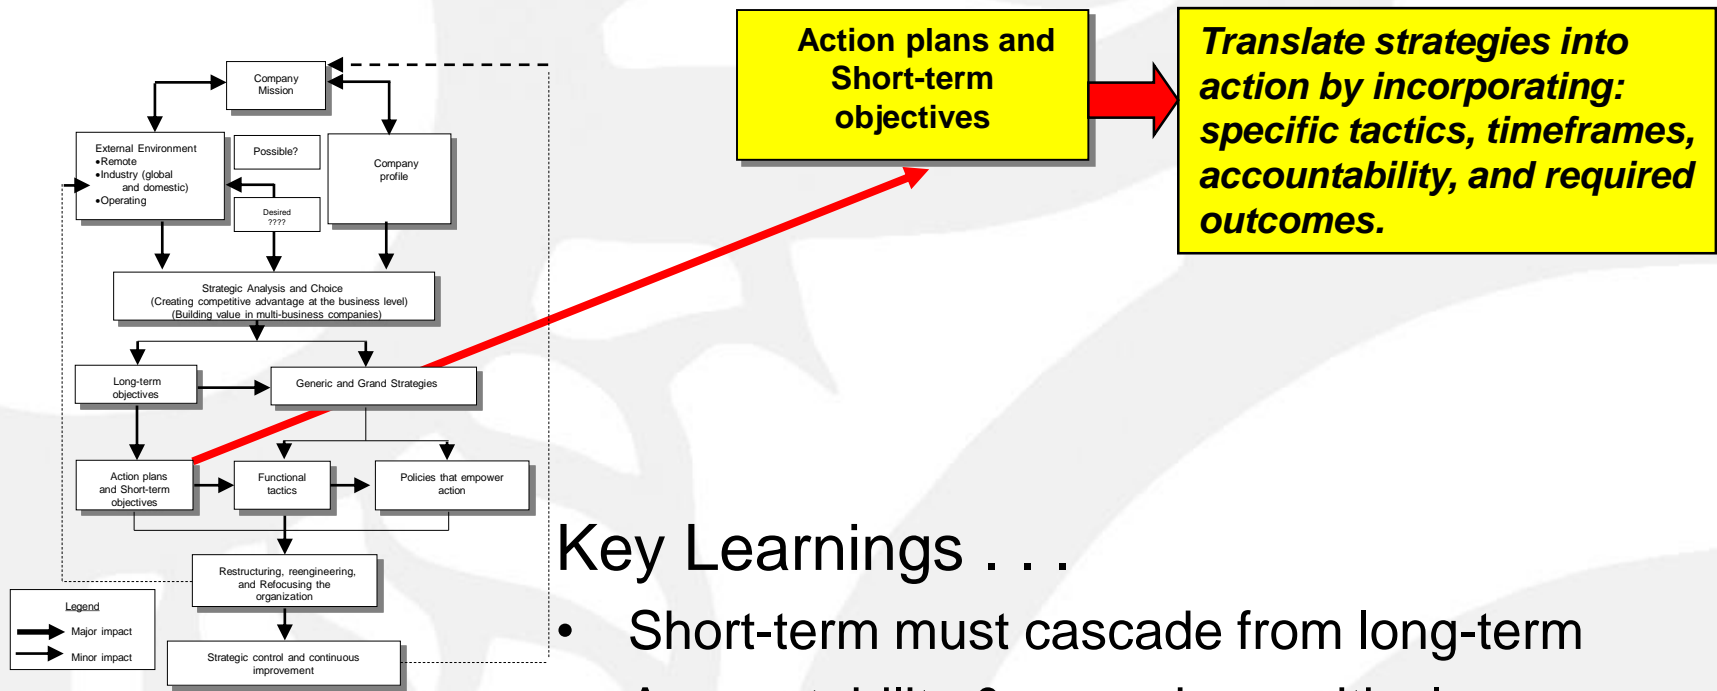 Action plans and
Short-term
objectives
Translate strategies into
action by incorporating:
specific tactics, timeframes,
accountability, and required
outcomes.
Company
Mission
External Environment
•Remote
•Industry (global
and domestic)
•Operating
Possible?
Company
profile
Desired
????
Strategic Analysis and Choice
(Creating competitive advantage at the business level)
(Building value in multi-business companies)
Long-term
objectives
Generic and Grand Strategies
Action plans
and Short-term
objectives
Functional
tactics
Policies that empower
action
Restructuring, reengineering,
and Refocusing the
organization
Strategic control and continuous
improvement
Legend
Major impact
Minor impact
Key Learnings . . .
• Short-term must cascade from long-term